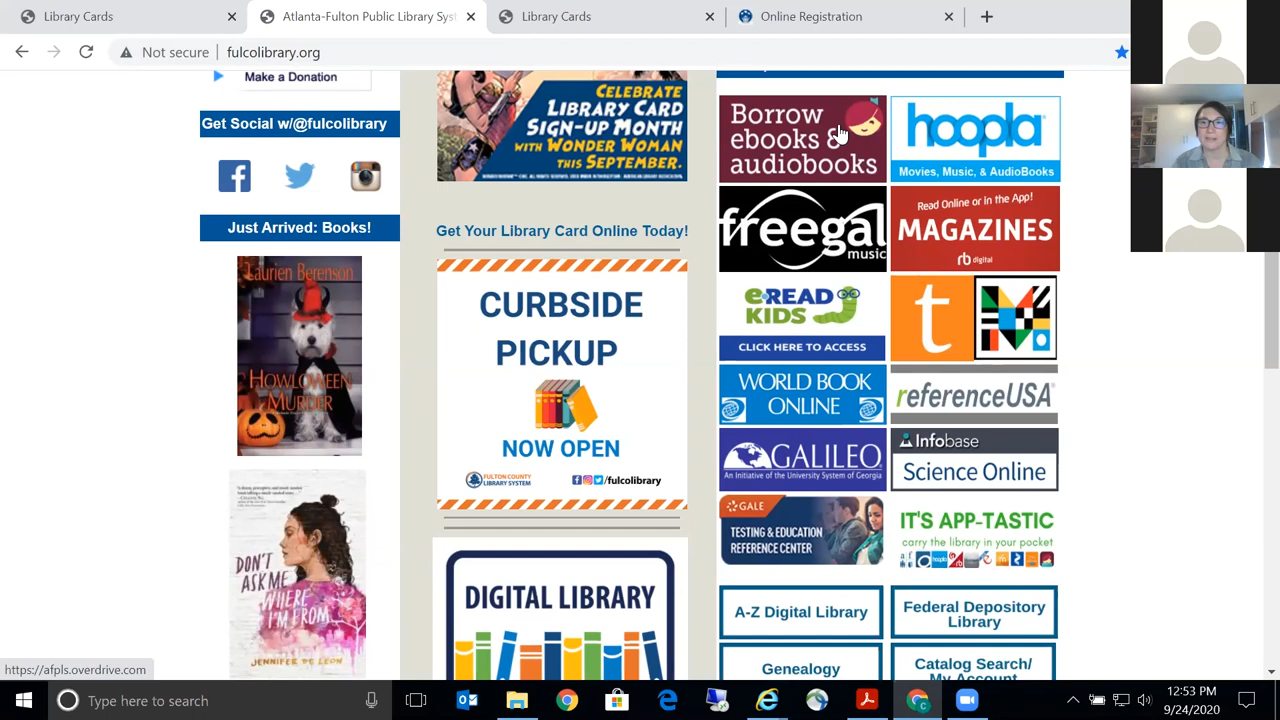 Library Cards
Atlanta-Fulton Public Library Sys
Library Cards
Online Registration
Not secure
fulcolibrary.org
Make a Donation
Get Social w/@fulcolibrary
Just Arrived: Books!
Laurien Berenson
HOWLOWEEN
MURDER
DON'T
ASK ME
WHERE
I'M FROM
JENNIFER DE LEON
CELEBRATE
LIBRARY CARD
SIGN-UP MONTH
WITH WONDER WOMAN
THIS SEPTEMBER.
Get Your Library Card Online Today!
CURBSIDE
PICKUP
NOW OPEN
FULTON COUNTY
LIBRARY SYSTEM
/fulcolibrary
DIGITAL LIBRARY
Borrow
ebooks &
audiobooks
hoopla
Movies, Music, & AudioBooks
freegal
music
Read Online or in the App!
MAGAZINES
rb digital
eREAD
KIDS
CLICK HERE TO ACCESS
t
WORLD BOOK
ONLINE
referenceUSA
GALILEO
An Initiative of the University System of Georgia
Infobase
Science Online
GALE
TESTING & EDUCATION
REFERENCE CENTER
IT'S APP-TASTIC
carry the library in your pocket
A-Z Digital Library
Federal Depository
Library
Genealogy
Catalog Search/
My Account
https://afpls.overdrive.com
Type here to search
12:53 PM
9/24/2020